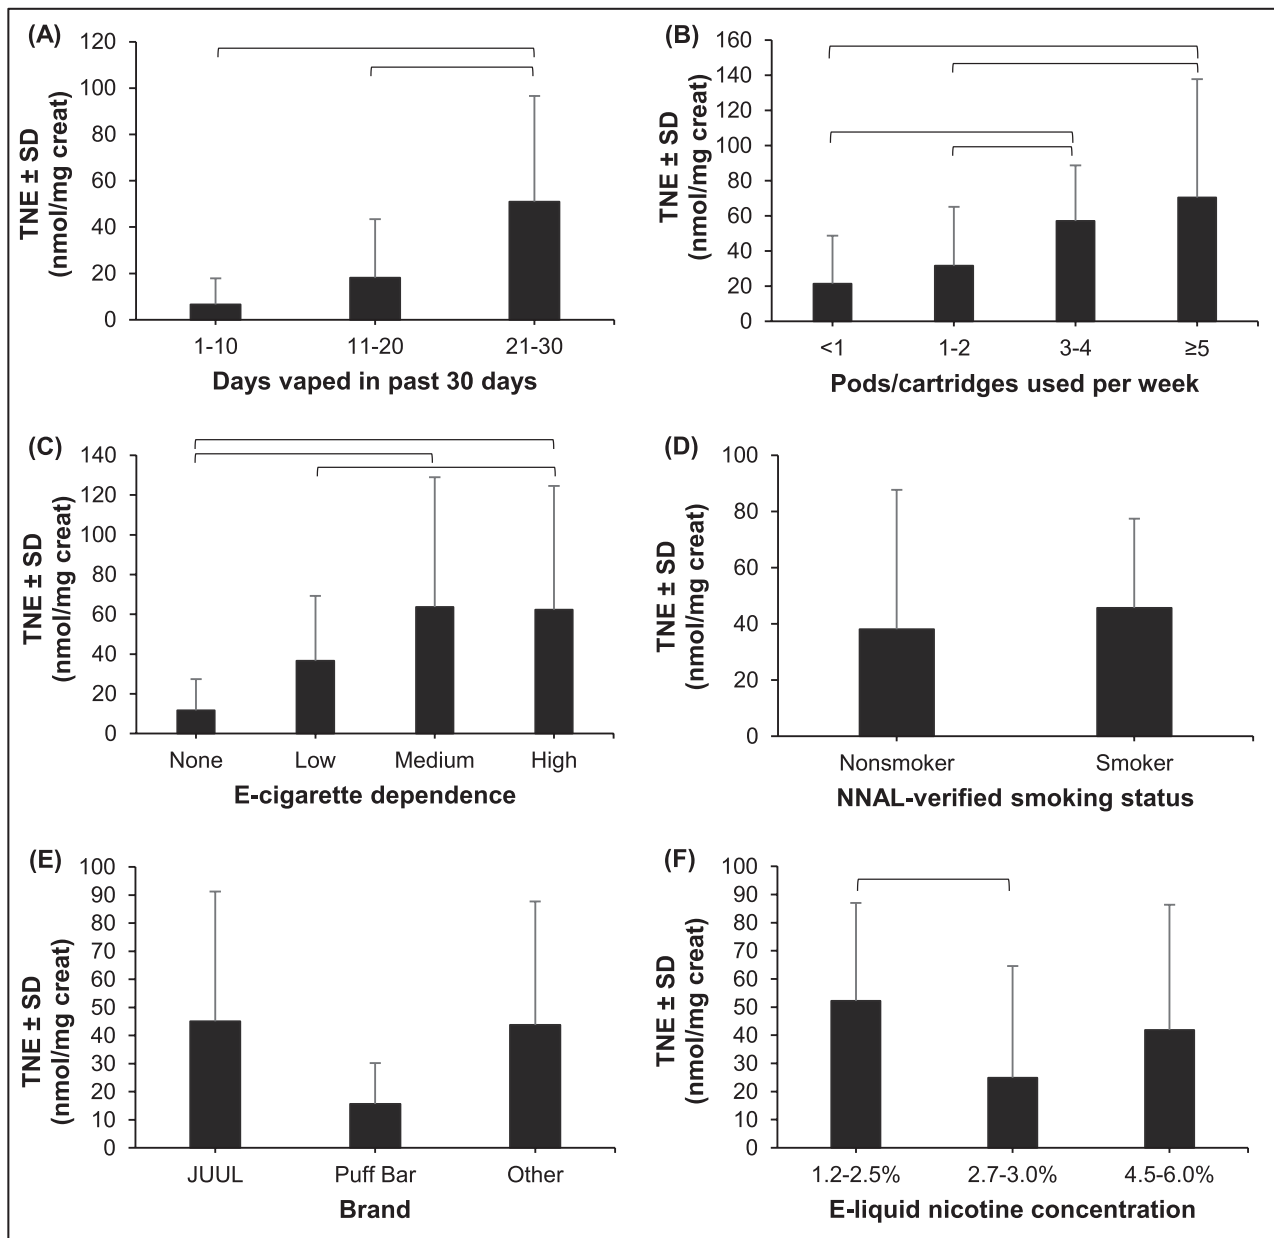 (A)
TNE ± SD
(nmol/mg creat)
120
100
80
60
40
20
0
1-10 11-20 21-30
Days vaped in past 30 days
(B)
TNE ± SD
(nmol/mg creat)
160
140
120
100
80
60
40
20
0
<1 1-2 3-4 ≥5
Pods/cartridges used per week
(C)
TNE ± SD
(nmol/mg creat)
140
120
100
80
60
40
20
0
None Low Medium High
E-cigarette dependence
(D)
TNE ± SD
(nmol/mg creat)
100
80
60
40
20
0
Nonsmoker Smoker
NNAL-verified smoking status
(E)
TNE ± SD
(nmol/mg creat)
100
90
80
70
60
50
40
30
20
10
0
JUUL Puff Bar Other
Brand
(F)
TNE ± SD
(nmol/mg creat)
100
90
80
70
60
50
40
30
20
10
0
1.2-2.5% 2.7-3.0% 4.5-6.0%
E-liquid nicotine concentration